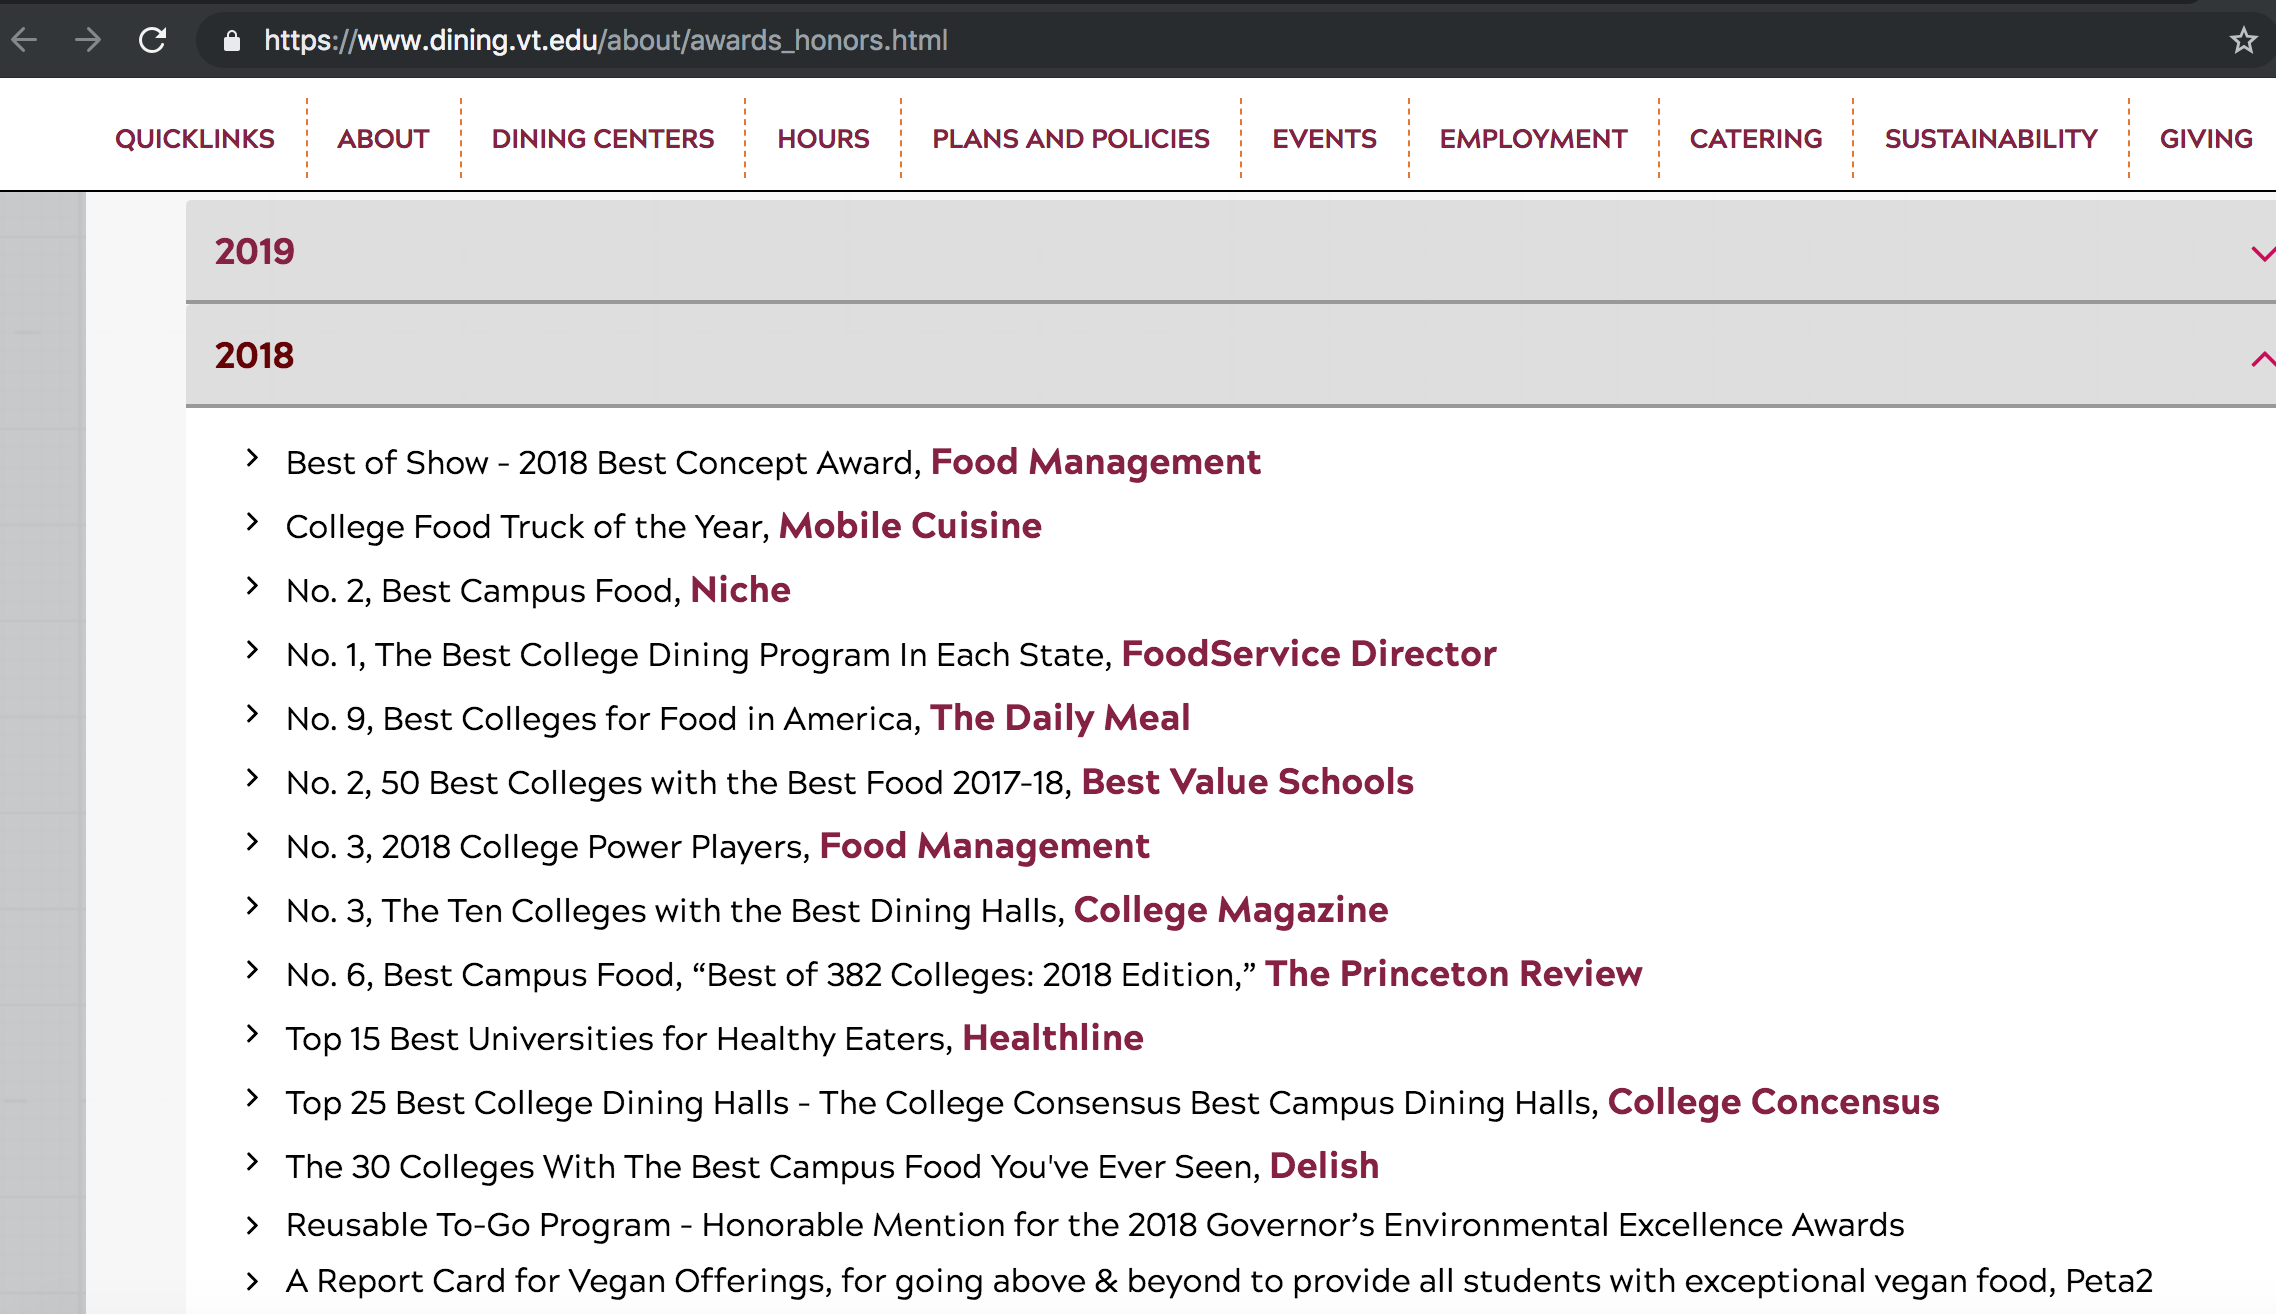 https://www.dining.vt.edu/about/awards_honors.html
QUICKLINKS ABOUT DINING CENTERS HOURS PLANS AND POLICIES EVENTS EMPLOYMENT CATERING SUSTAINABILITY GIVING
2019
2018
Best of Show - 2018 Best Concept Award, Food Management
College Food Truck of the Year, Mobile Cuisine
No. 2, Best Campus Food, Niche
No. 1, The Best College Dining Program In Each State, FoodService Director
No. 9, Best Colleges for Food in America, The Daily Meal
No. 2, 50 Best Colleges with the Best Food 2017-18, Best Value Schools
No. 3, 2018 College Power Players, Food Management
No. 3, The Ten Colleges with the Best Dining Halls, College Magazine
No. 6, Best Campus Food, “Best of 382 Colleges: 2018 Edition,” The Princeton Review
Top 15 Best Universities for Healthy Eaters, Healthline
Top 25 Best College Dining Halls - The College Consensus Best Campus Dining Halls, College Concensus
The 30 Colleges With The Best Campus Food You've Ever Seen, Delish
Reusable To-Go Program - Honorable Mention for the 2018 Governor’s Environmental Excellence Awards
A Report Card for Vegan Offerings, for going above & beyond to provide all students with exceptional vegan food, Peta2